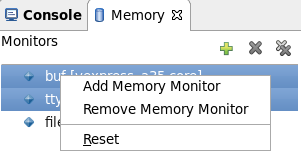 Console Memory
Monitors
buf
Add Memory Monitor
tty
Remove Memory Monitor
file
Reset